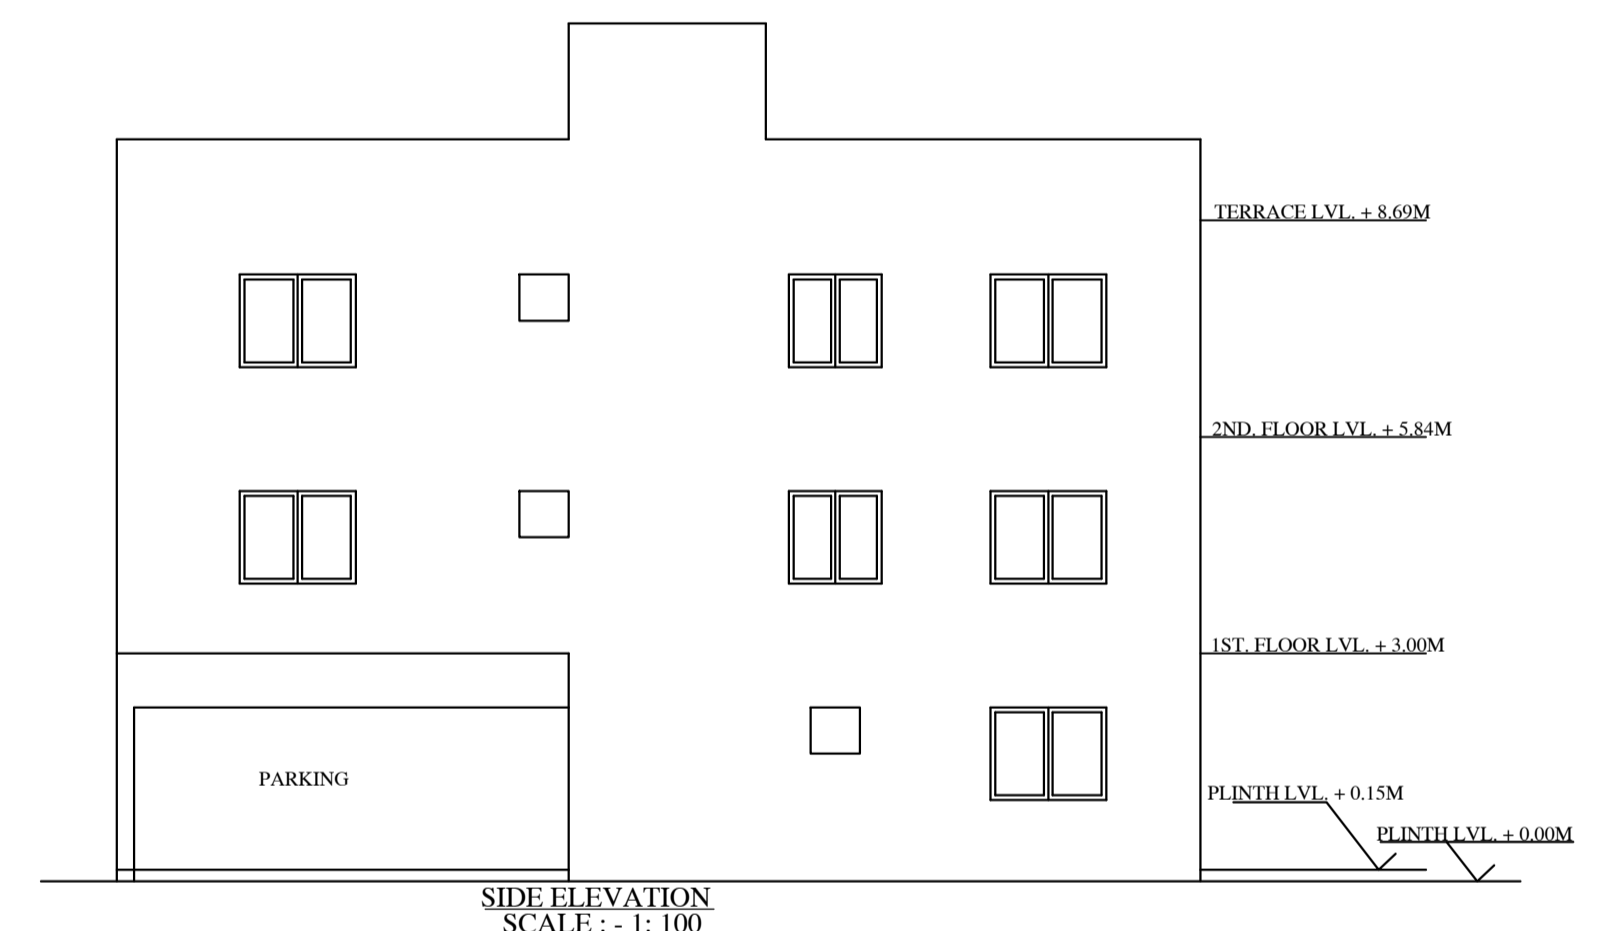 TERRACE LVL. + 8.69M
2ND. FLOOR LVL. + 5.84M
1ST. FLOOR LVL. + 3.00M
PARKING
PLINTH LVL. + 0.15M
PLINTH LVL. + 0.00M
SIDE ELEVATION
SCALE : - 1: 100